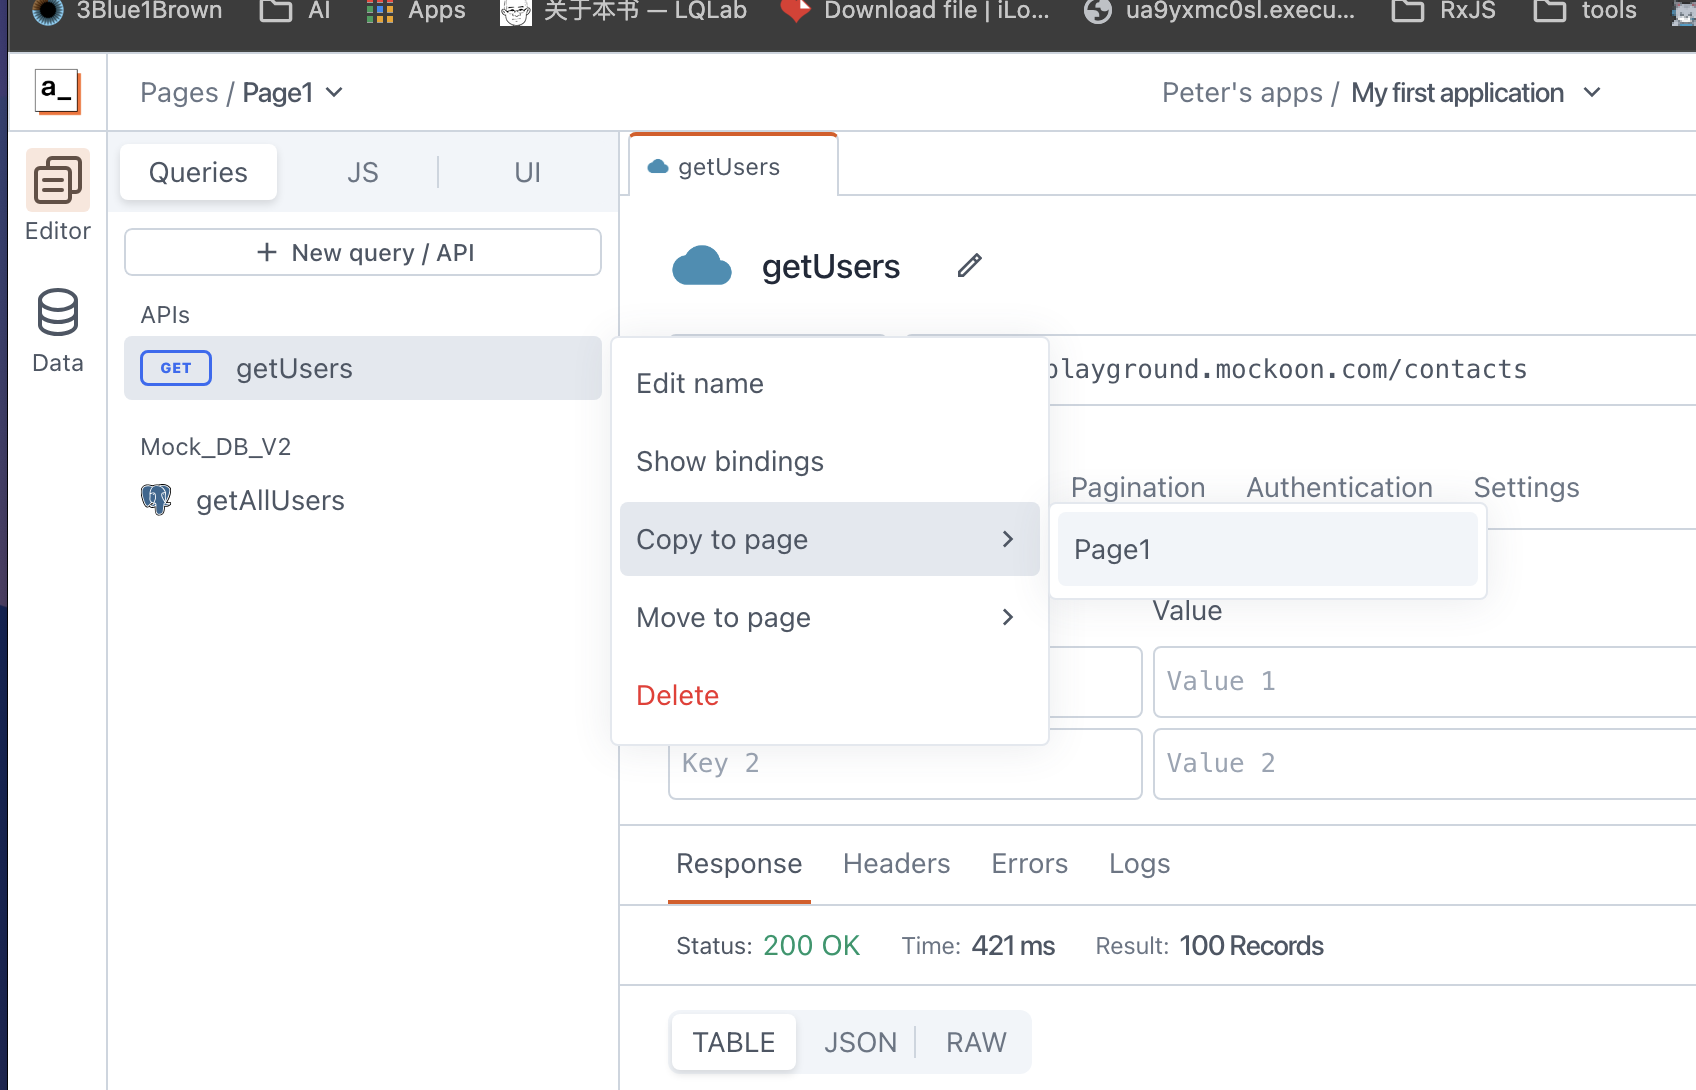 3Blue1Brown AI Apps 关于本书 — LQLab Download file | iLo... ua9yxmc0sl.execu... RxJS tools
a_ Pages / Page1 Peter's apps / My first application
Editor
Data
Queries JS UI
+ New query / API
APIs
GET getUsers
Mock_DB_V2
getAllUsers
getUsers
getUsers
playground.mockoon.com/contacts
Edit name
Show bindings
Copy to page
Move to page
Delete
Page1
Pagination Authentication Settings
Value
Value 1
Key 2 Value 2
Response Headers Errors Logs
Status: 200 OK Time: 421 ms Result: 100 Records
TABLE JSON RAW